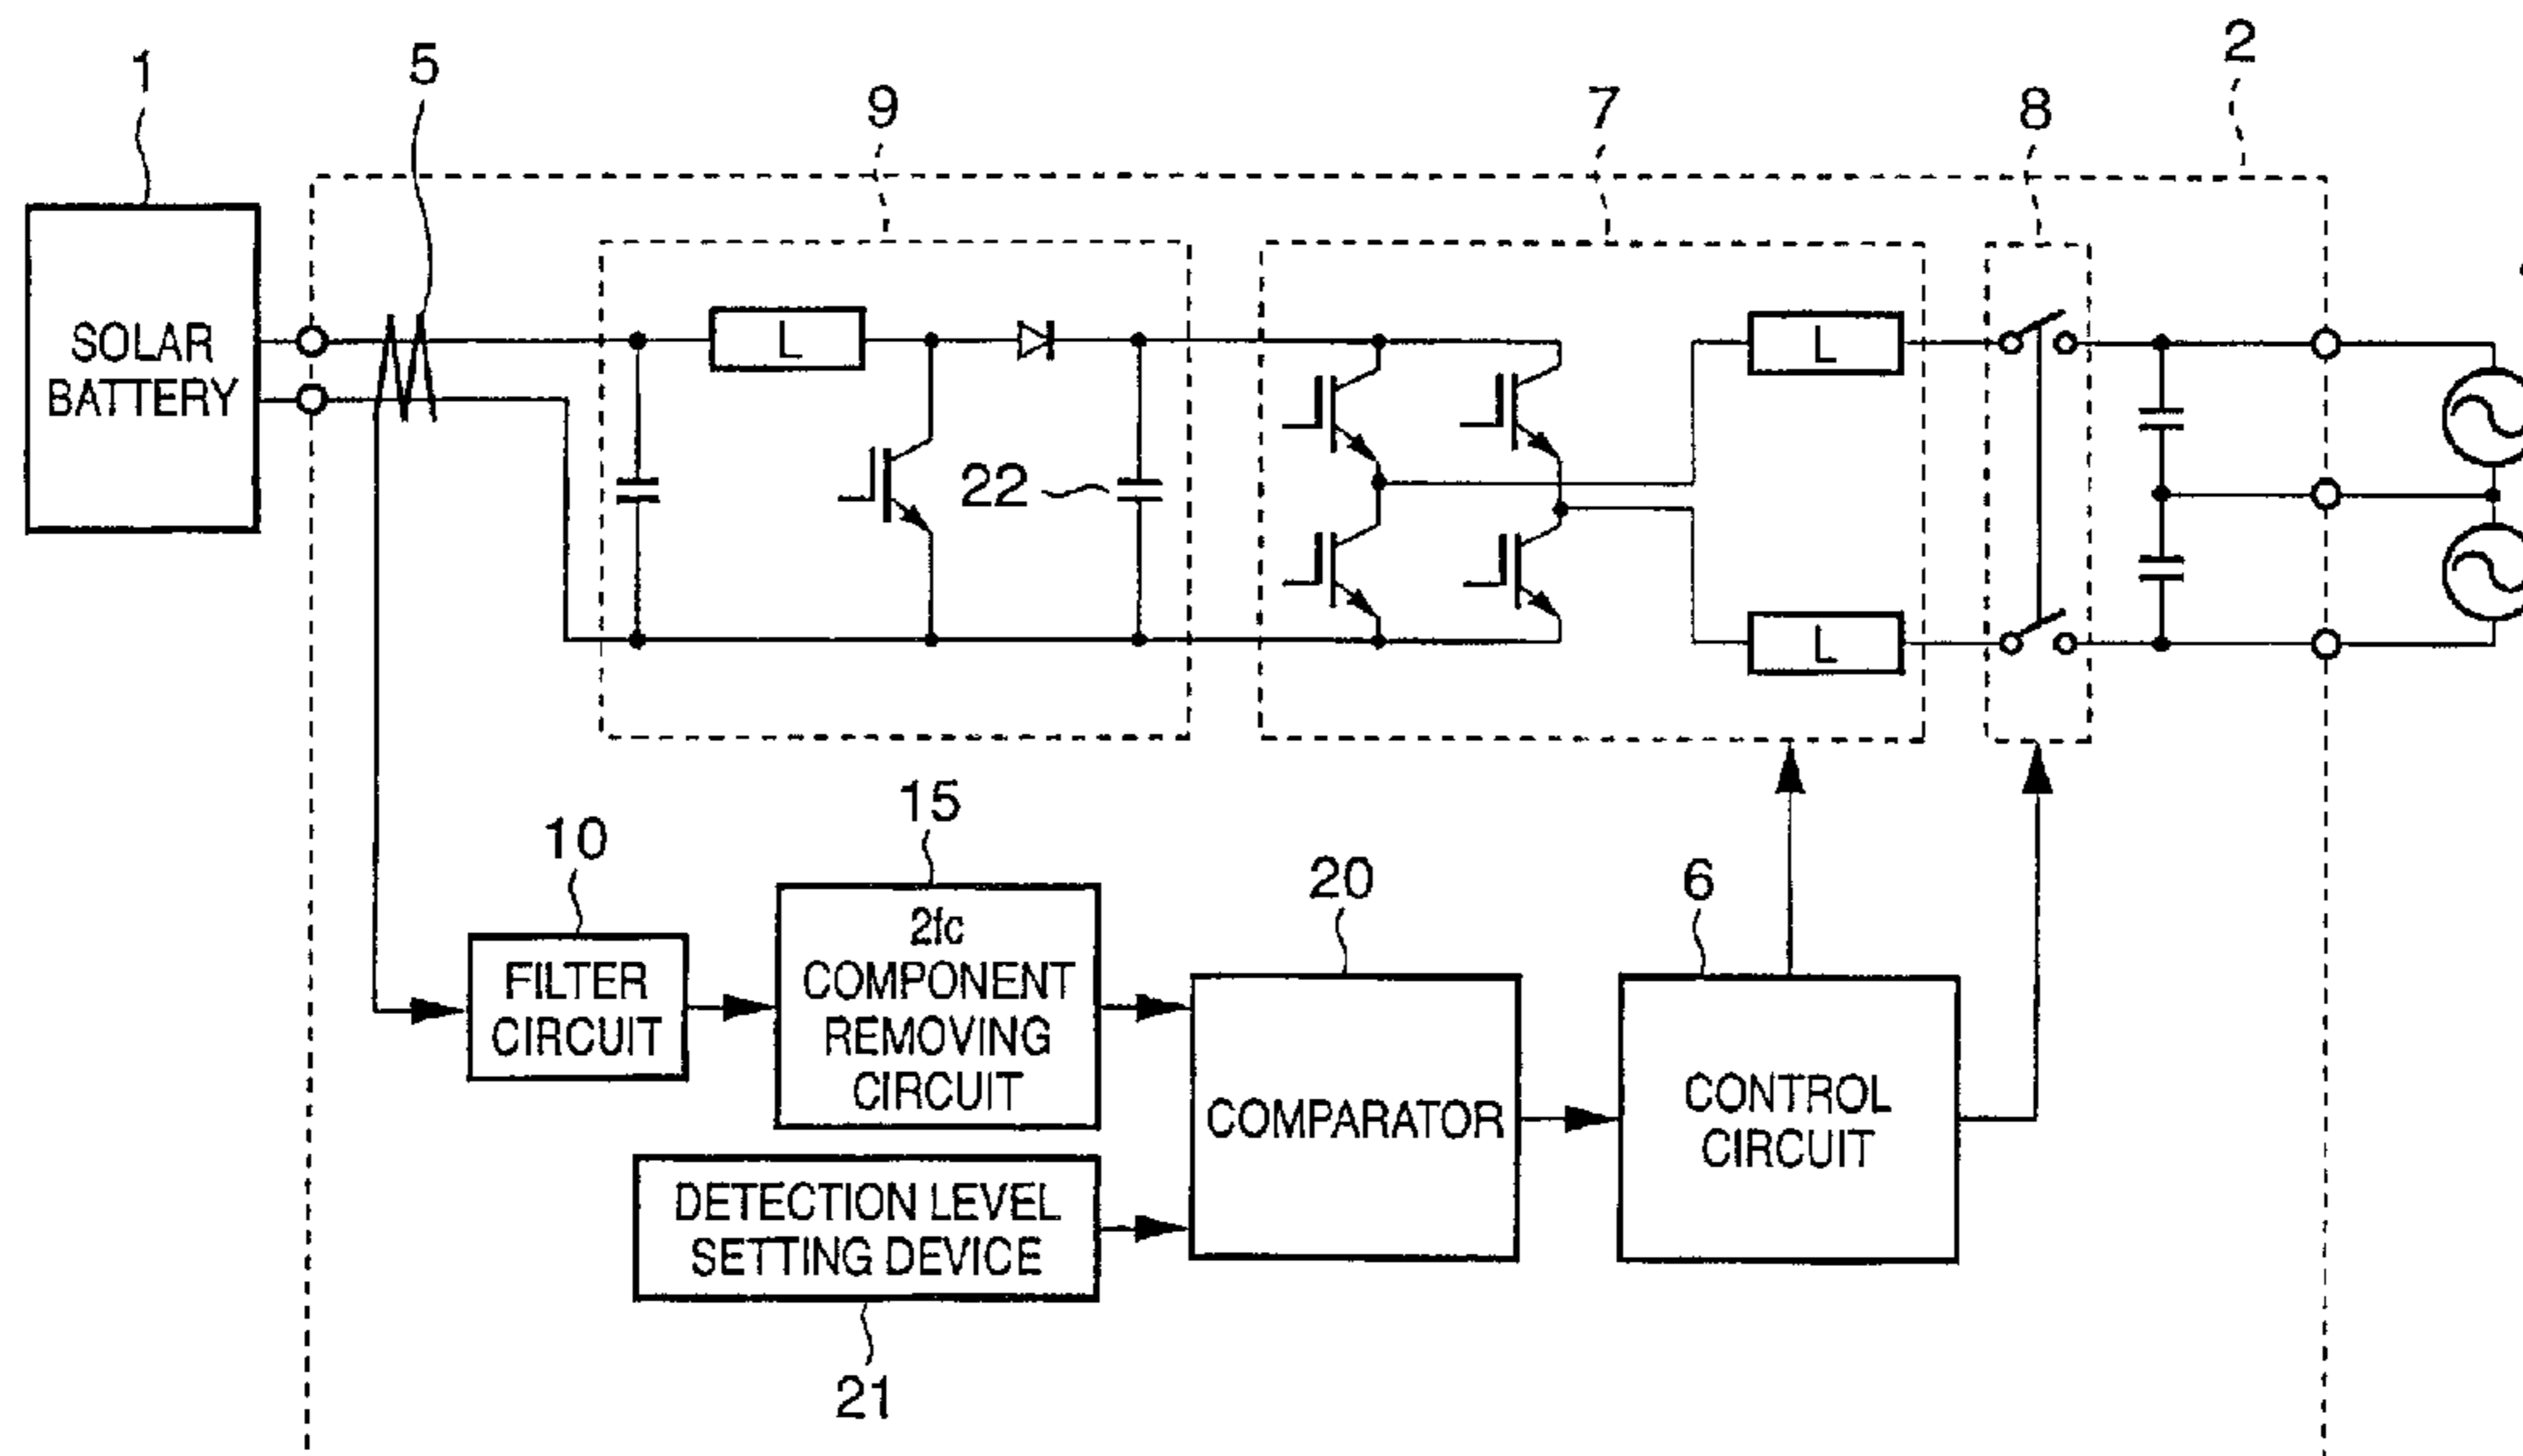 1
5
9
7
8
2
SOLAR
BATTERY
L
L
22
L
10
15
20
6
FILTER
CIRCUIT
2fc
COMPONENT
REMOVING
CIRCUIT
COMPARATOR
CONTROL
CIRCUIT
DETECTION LEVEL
SETTING DEVICE
21